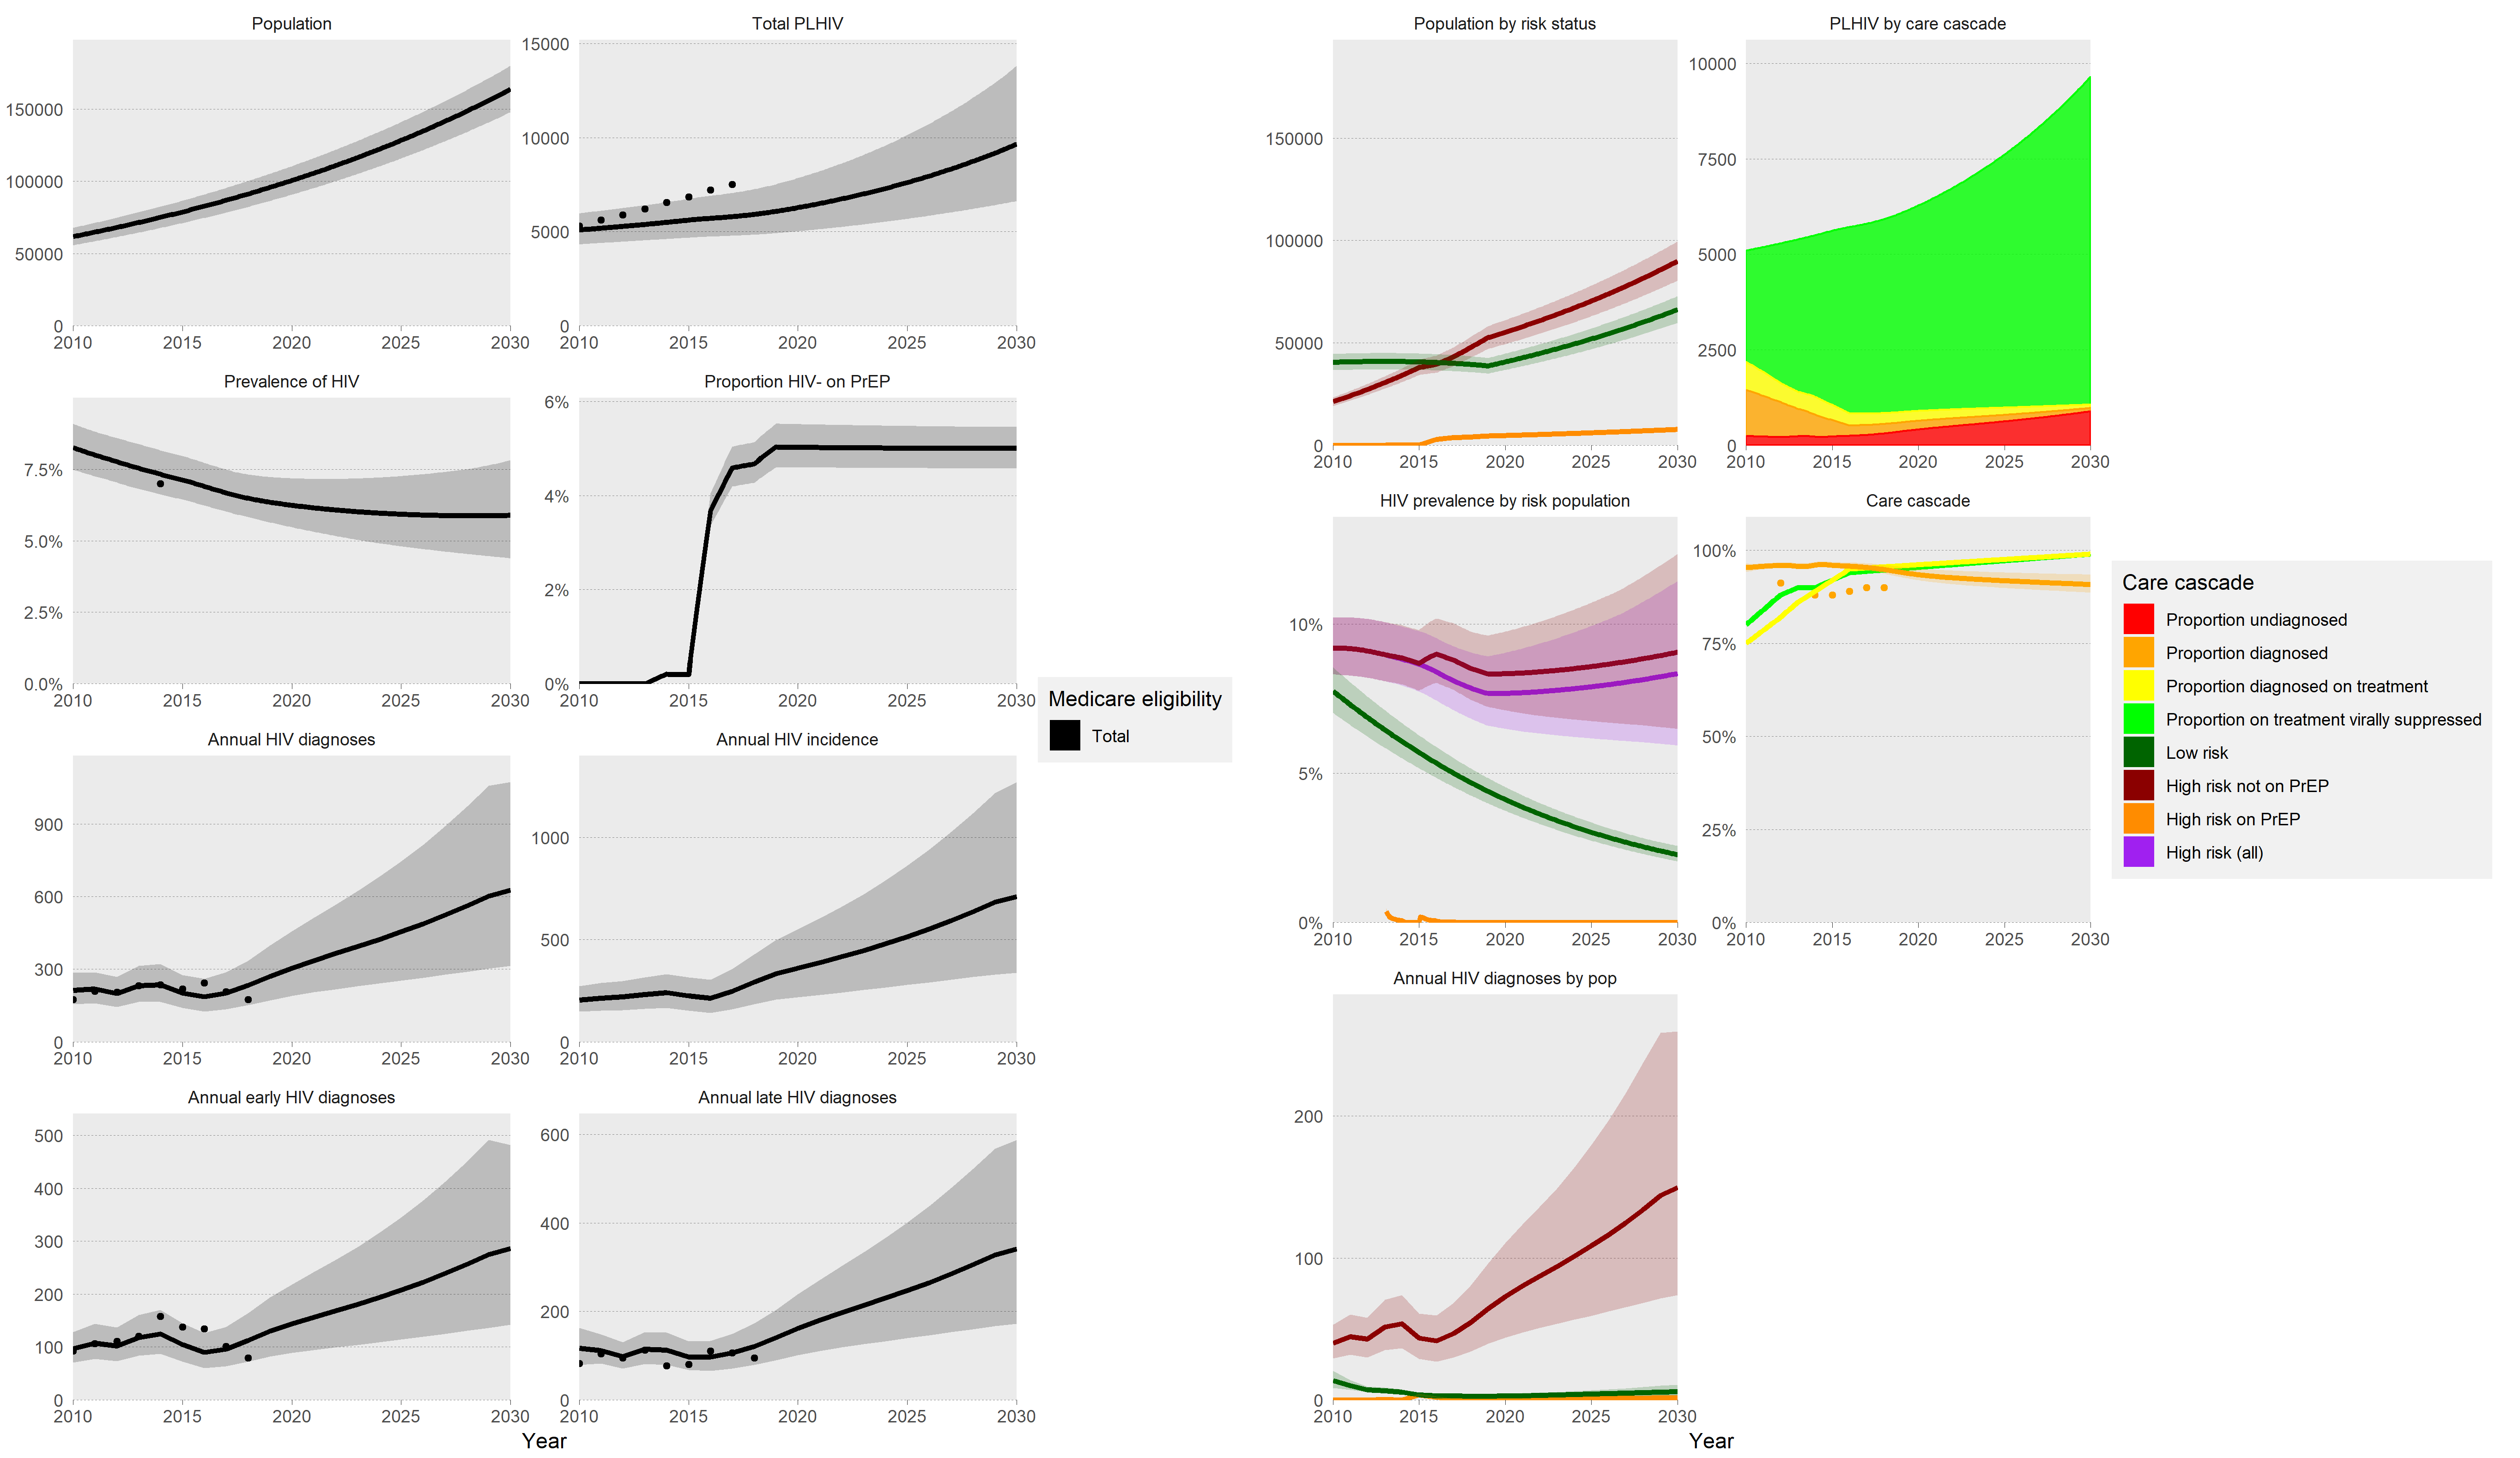 Population
150000
100000
50000
0
2010 2015 2020 2025 2030
Total PLHIV
15000
10000
5000
0
2010 2015 2020 2025 2030
Prevalence of HIV
7.5%
5.0%
2.5%
0.0%
2010 2015 2020 2025 2030
Proportion HIV- on PrEP
6%
4%
2%
0%
2010 2015 2020 2025 2030
Annual HIV diagnoses
900
600
300
0
2010 2015 2020 2025 2030
Annual HIV incidence
1000
500
0
2010 2015 2020 2025 2030
Annual early HIV diagnoses
500
400
300
200
100
0
2010 2015 2020 2025 2030
Annual late HIV diagnoses
600
400
200
0
2010 2015 2020 2025 2030
Year
Medicare eligibility
Total
Population by risk status
150000
100000
50000
0
2010 2015 2020 2025 2030
PLHIV by care cascade
10000
7500
5000
2500
0
2010 2015 2020 2025 2030
HIV prevalence by risk population
10%
5%
0%
2010 2015 2020 2025 2030
Care cascade
100%
75%
50%
25%
0%
2010 2015 2020 2025 2030
Annual HIV diagnoses by pop
200
100
0
2010 2015 2020 2025 2030
Year
Care cascade
Proportion undiagnosed
Proportion diagnosed
Proportion diagnosed on treatment
Proportion on treatment virally suppressed
Low risk
High risk not on PrEP
High risk on PrEP
High risk (all)